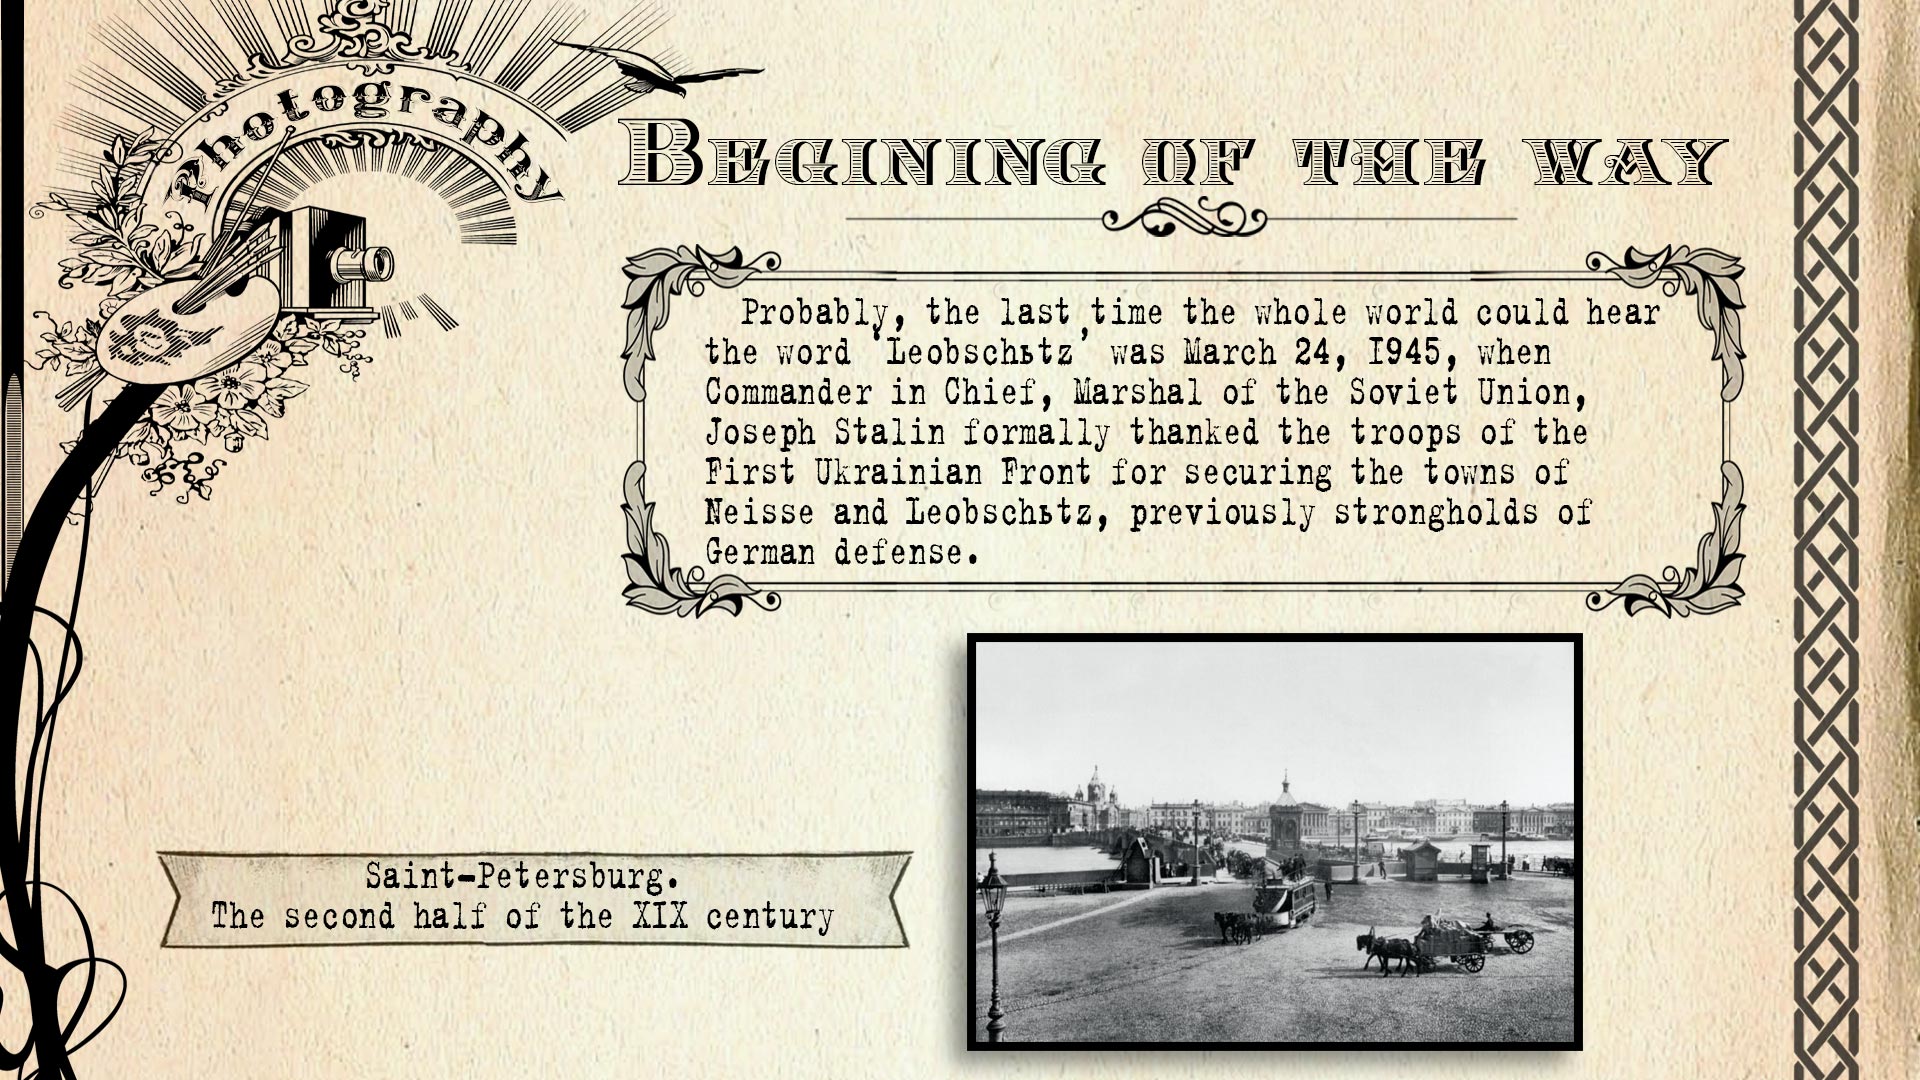 Photography
BEGINING OF THE WAY
Probably, the last time the whole world could hear
the word ‘Leobschьtz’ was March 24, 1945, when
Commander in Chief, Marshal of the Soviet Union,
Joseph Stalin formally thanked the troops of the
First Ukrainian Front for securing the towns of
Neisse and Leobschьtz, previously strongholds of
German defense.
Saint-Petersburg.
The second half of the XIX century